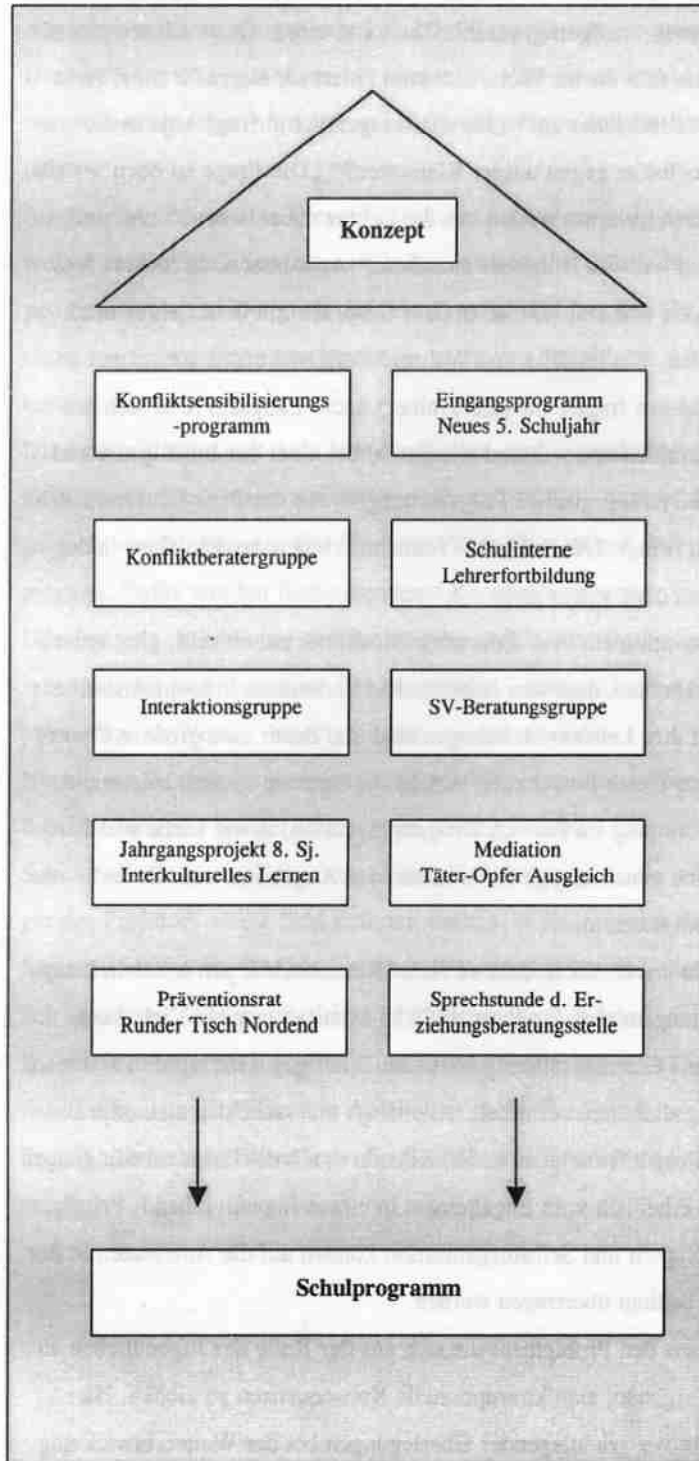 Konzept
Konfliktsensibilisierungs
-programm
Eingangsprogramm
Neues 5. Schuljahr
Konfliktberatergruppe
Schulinterne
Lehrerfortbildung
Interaktionsgruppe
SV-Beratungsgruppe
Jahrgangsprojekt 8. Sj.
Interkulturelles Lernen
Mediation
Täter-Opfer Ausgleich
Präventionsrat
Runder Tisch Nordend
Sprechstunde d. Er-
ziehungsberatungsstelle
Schulprogramm